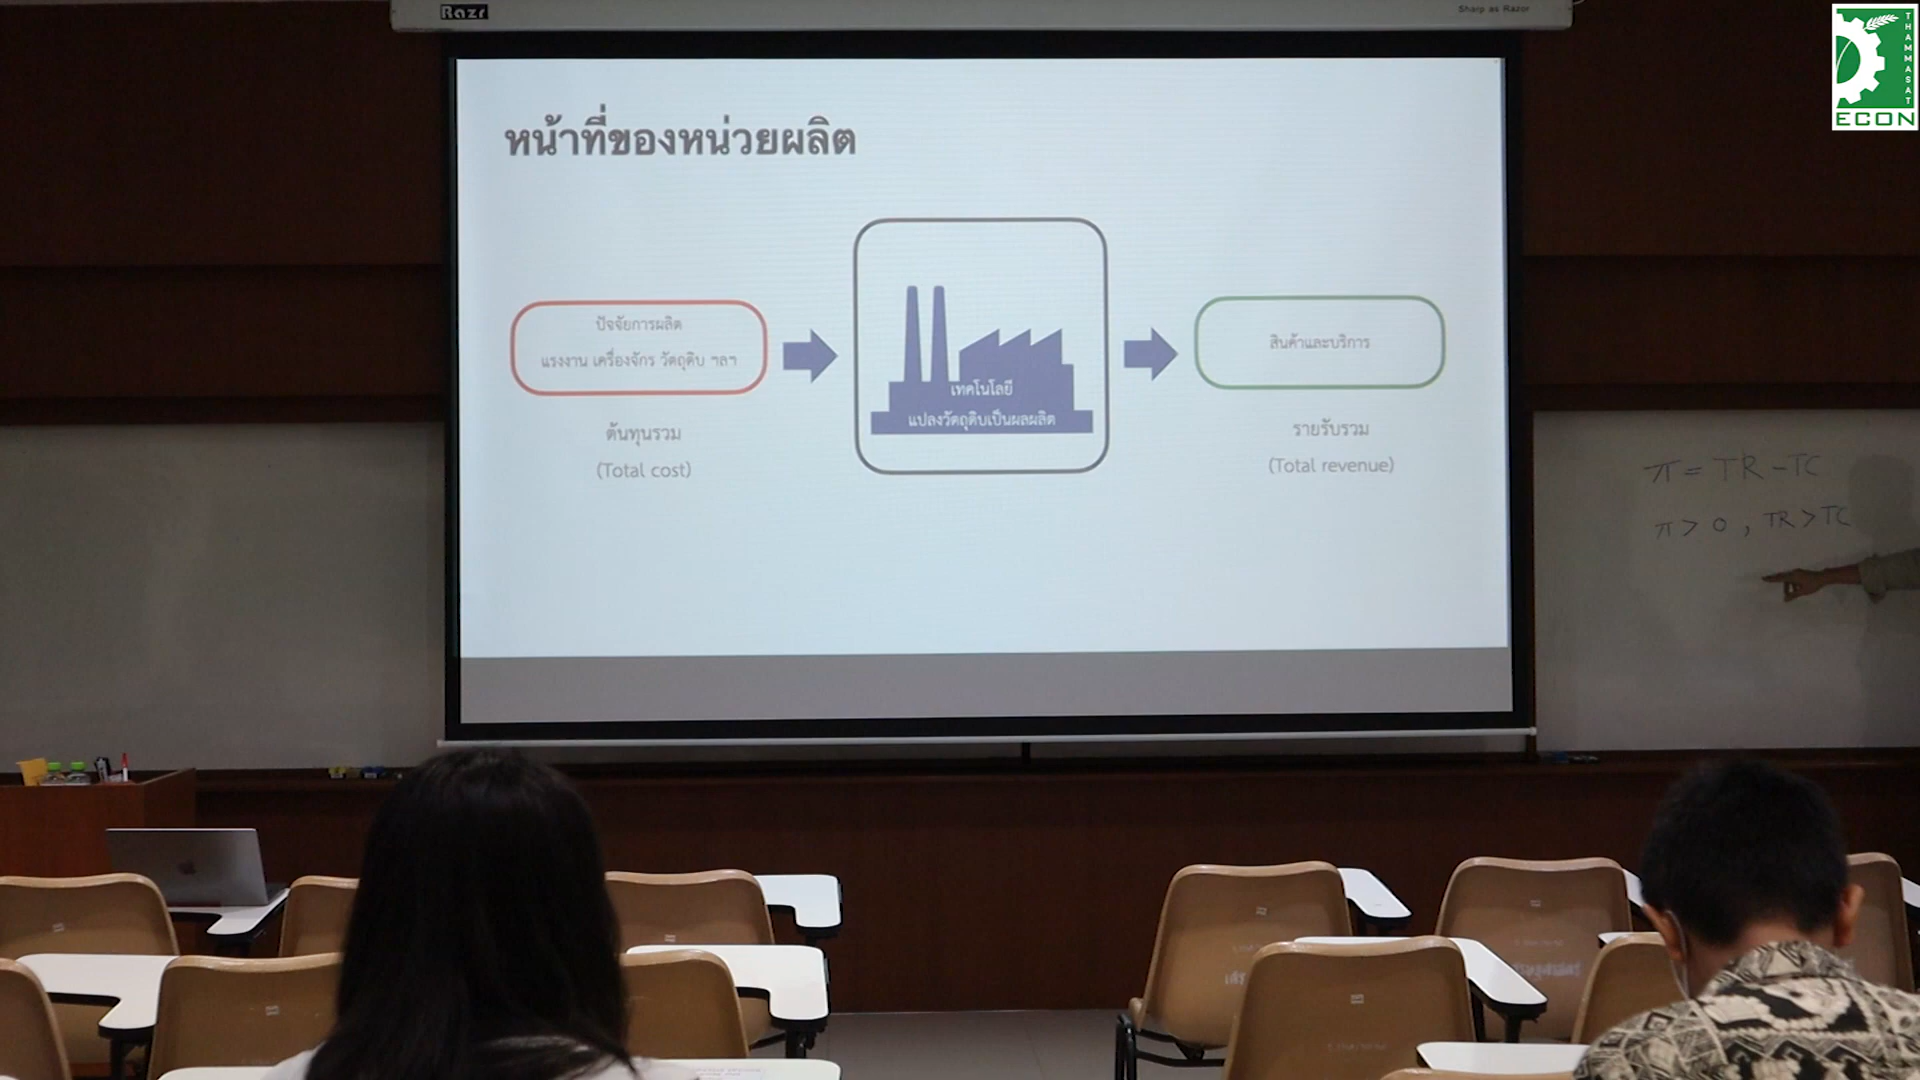 Razr
Sharp as Razor
THAMMASAT
ECON
หน้าที่ของหน่วยผลิต
ปัจจัยการผลิต
แรงงาน เครื่องจักร วัตถุดิบ ฯลฯ
ต้นทุนรวม
(Total cost)
เทคโนโลยี
แปลงวัตถุดิบเป็นผลผลิต
สินค้าและบริการ
รายรับรวม
(Total revenue)
π = TR - TC
π > 0 , TR > TC